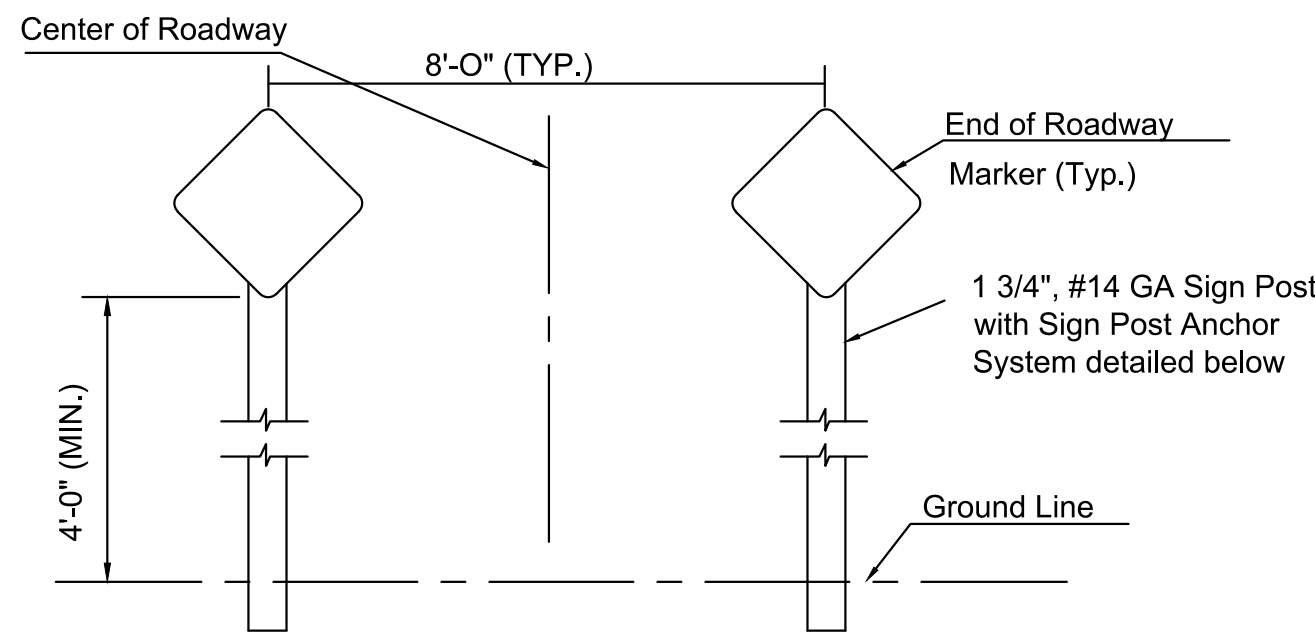 Center of Roadway
8'-O" (TYP.)
End of Roadway
Marker (Typ.)
1 3/4", #14 GA Sign Post
with Sign Post Anchor
System detailed below
4'-0" (MIN.)
Ground Line